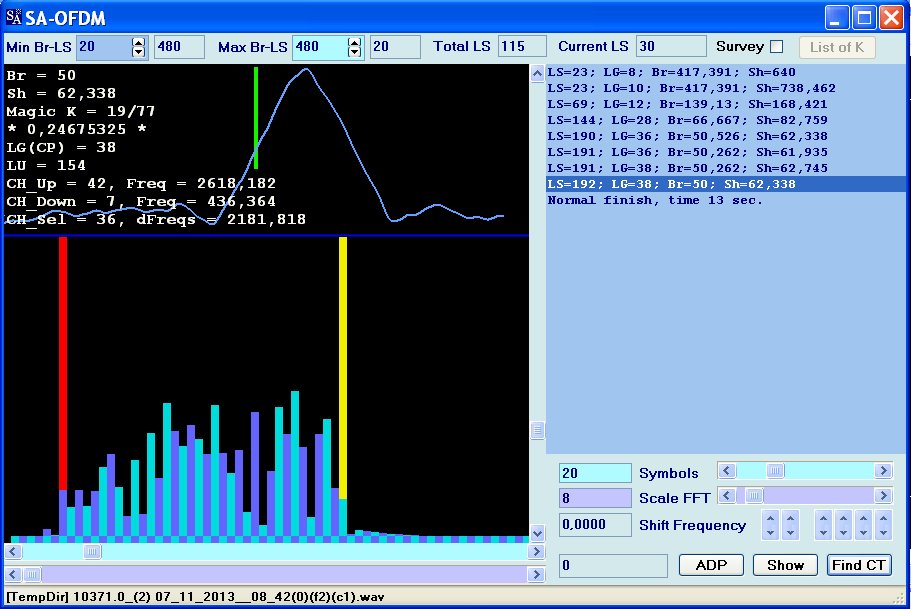 SA-OFDM
Min Br-LS 20 480 Max Br-LS 480 20 Total LS 115 Current LS 30 Survey List of K
Br = 50
Sh = 62,338
Magic K = 19/77
* 0,24675325 *
LG(CP) = 38
LU = 154
CH_Up = 42, Freq = 2618,182
CH_Down = 7, Freq = 436,364
CH_Sel = 36, dFreqs = 2181,818
LS=23; LG=8; Br=417,391; Sh=640
LS=23; LG=10; Br=417,391; Sh=738,462
LS=69; LG=12; Br=139,13; Sh=168,421
LS=144; LG=28; Br=66,667; Sh=82,759
LS=190; LG=36; Br=50,526; Sh=62,338
LS=191; LG=36; Br=50,262; Sh=61,935
LS=191; LG=38; Br=50,262; Sh=62,745
LS=192; LG=38; Br=50; Sh=62,338
Normal finish, time 13 sec.
20 Symbols
8 Scale FFT
0,0000 Shift Frequency
0 ADP Show Find CT
[TempDir] 10371.0_(2) 07_11_2013__08_42(0)(f2)(c1).wav